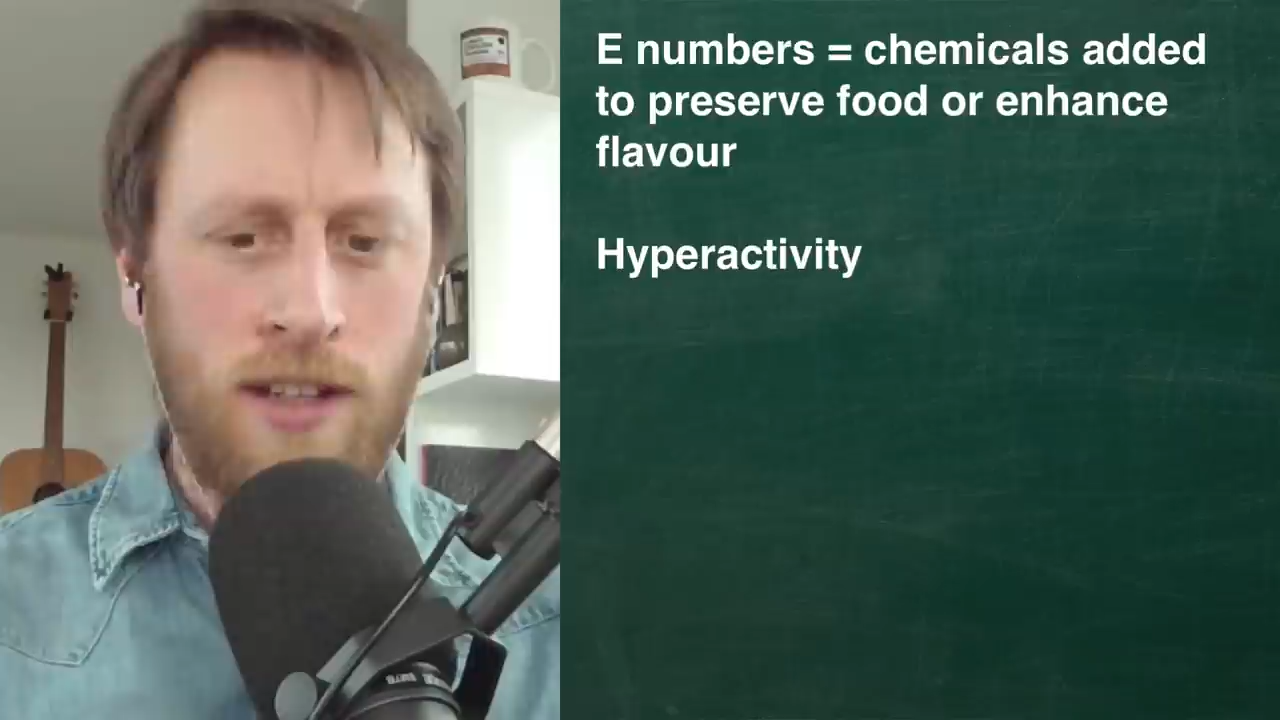 E numbers = chemicals added
to preserve food or enhance
flavour
Hyperactivity